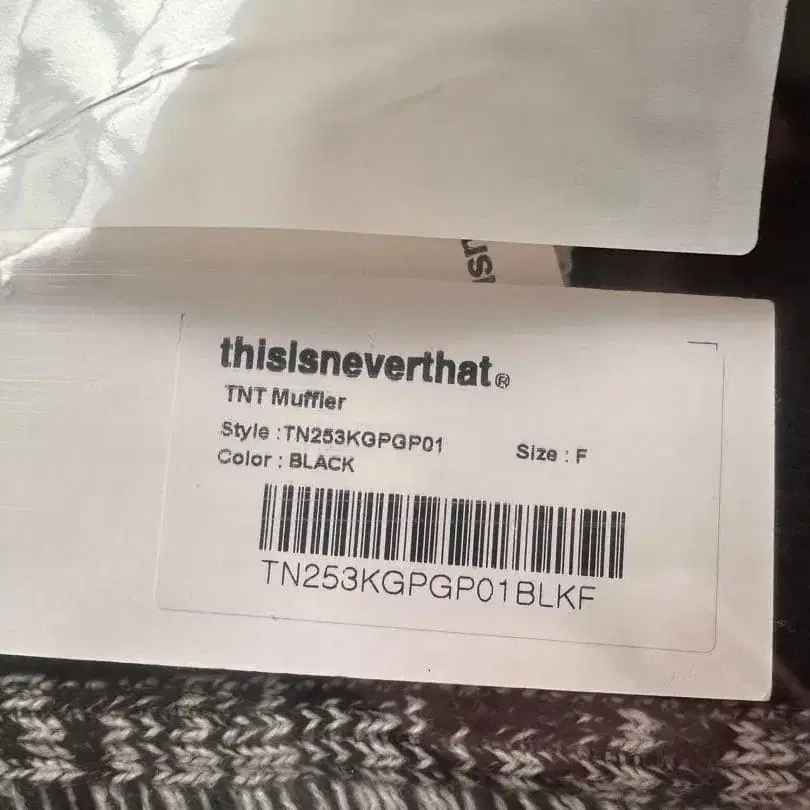 thisisneverthat®
TNT Muffler
Style :TN253KGPGP01
Size : F
Color : BLACK
TN253KGPGP01BLKF